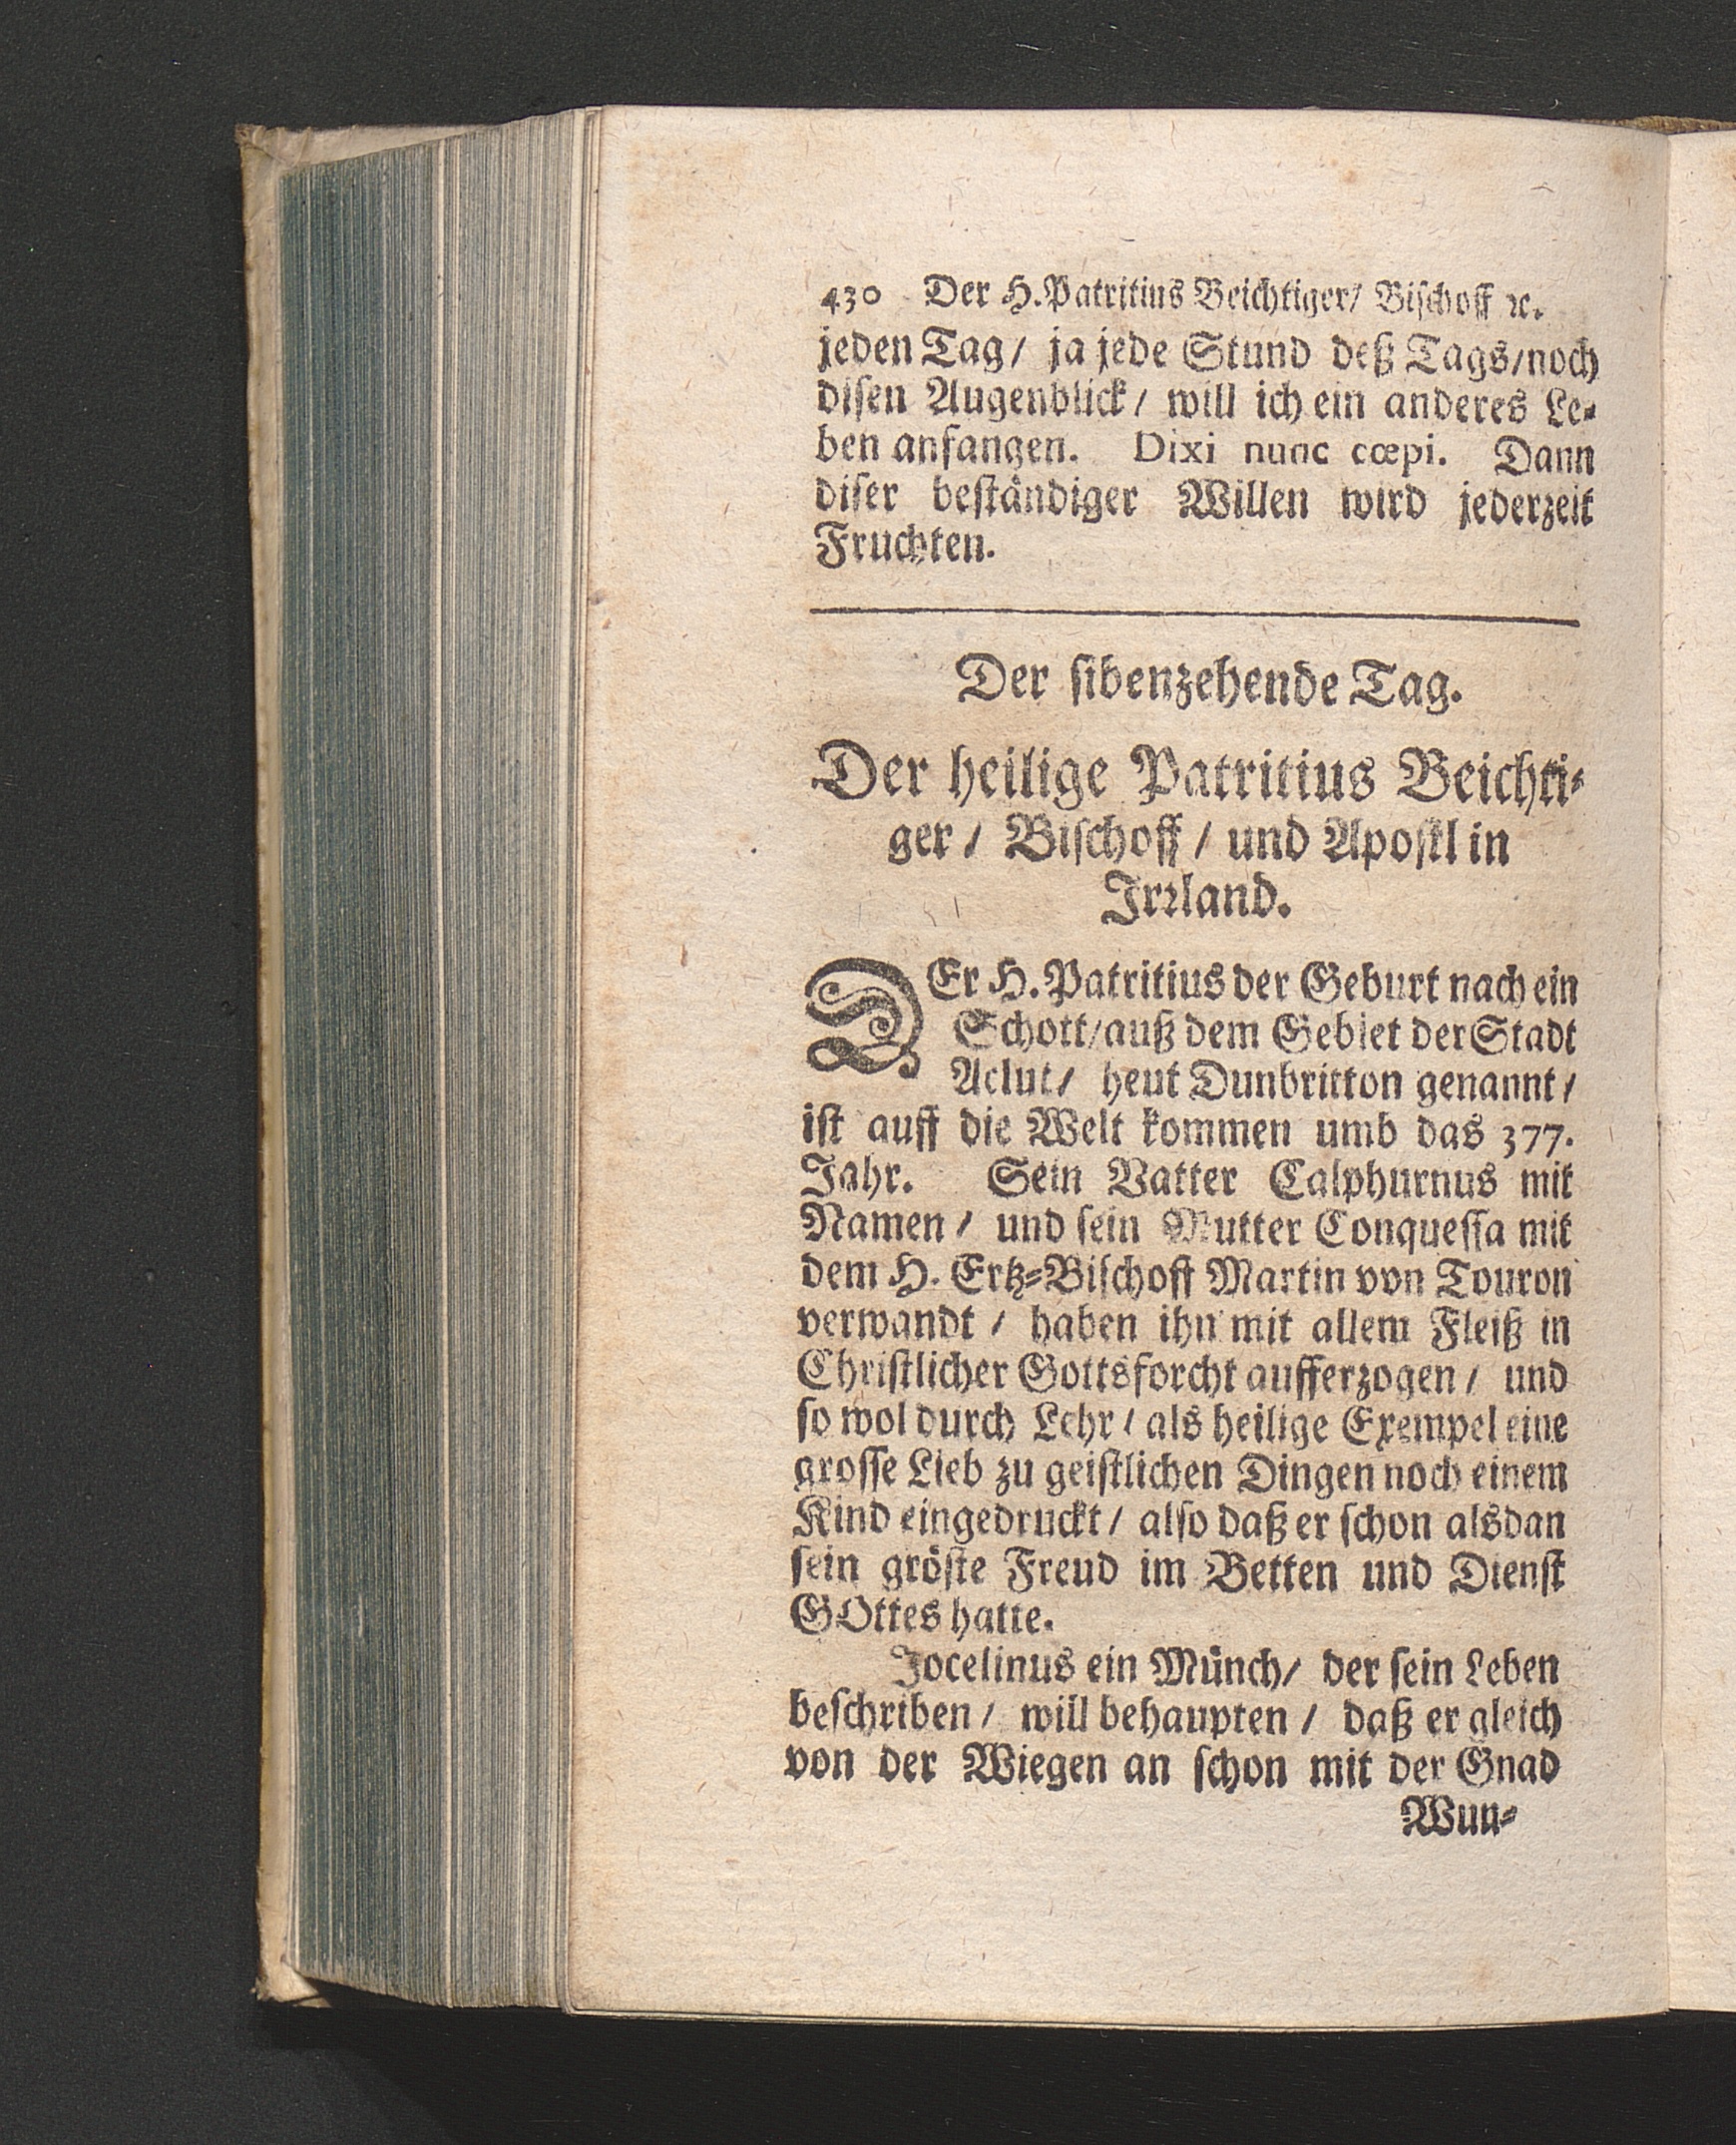 430 Der H. Patritius Beichtiger/ Bischoff ꝛc.
jeden Tag/ ja jede Stund deß Tags/noch
disen Augenblick/ will ich ein anderes Le-
ben anfangen. Dixi nunc cœpi. Dann
diser beständiger Willen wird jederzeit
Fruchten.
Der sibenzehende Tag.
Der heilige Patritius Beichti-
ger/ Bischoff/ und Apostl in
Irrland.
DEr H. Patritius der Geburt nach ein
Schott/auß dem Gebiet der Stadt
Aclut/ heut Dunbritton genannt/
ist auff die Welt kommen umb das 377.
Jahr. Sein Vatter Calphurnus mit
Namen/ und sein Mutter Conquessa mit
dem H. Ertz-Bischoff Martin von Touron
verwandt/ haben ihn mit allem Fleiß in
Christlicher Gottsforcht aufferzogen/ und
so wol durch Lehr/ als heilige Exempel eine
grosse Lieb zu geistlichen Dingen noch einem
Kind eingedruckt/ also daß er schon alsdan
sein gröste Freud im Betten und Dienst
GOttes hatte.
Jocelinus ein Münch/ der sein Leben
beschriben/ will behaupten/ daß er gleich
von der Wiegen an schon mit der Gnad
Wun-